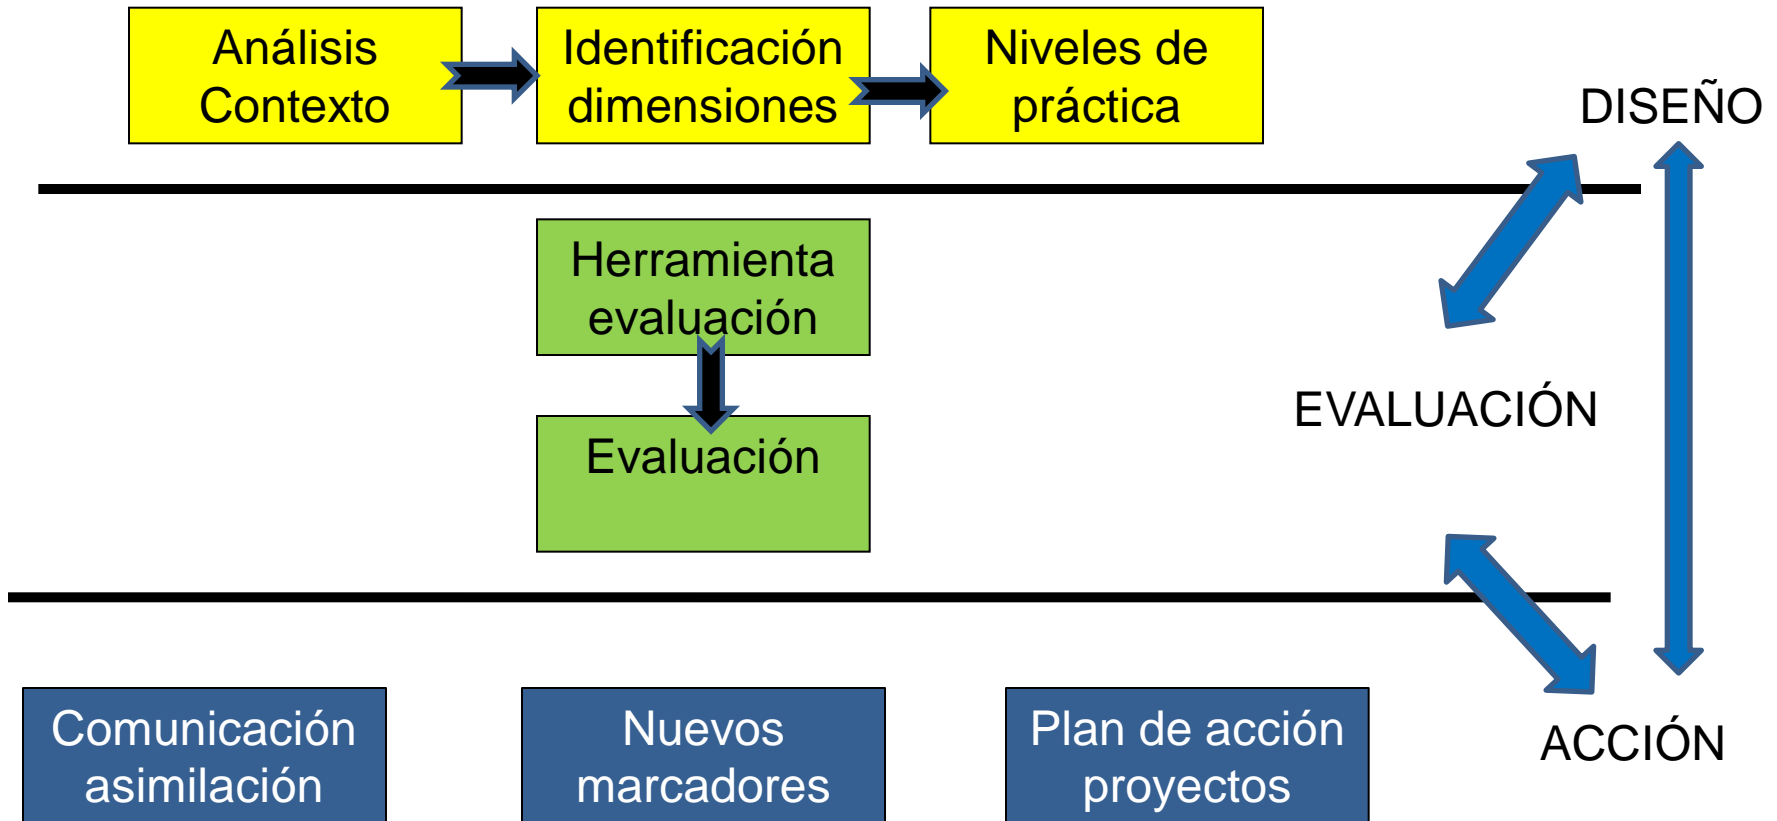 Análisis
Contexto
Identificación
dimensiones
Niveles de
práctica
DISEÑO
Herramienta
evaluación
Evaluación
EVALUACIÓN
Comunicación
asimilación
Nuevos
marcadores
Plan de acción
proyectos
ACCIÓN